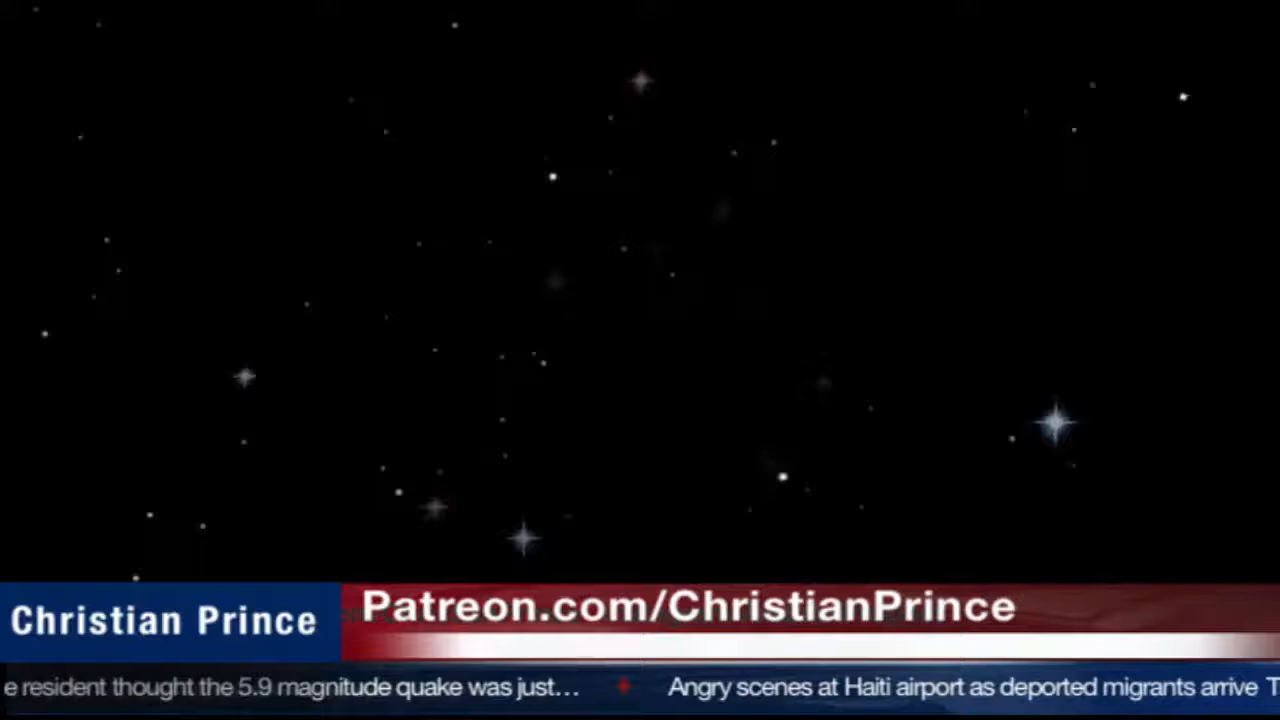 Christian Prince
Patreon.com/ChristianPrince
e resident thought the 5.9 magnitude quake was just... Angry scenes at Haiti airport as deported migrants arrive T